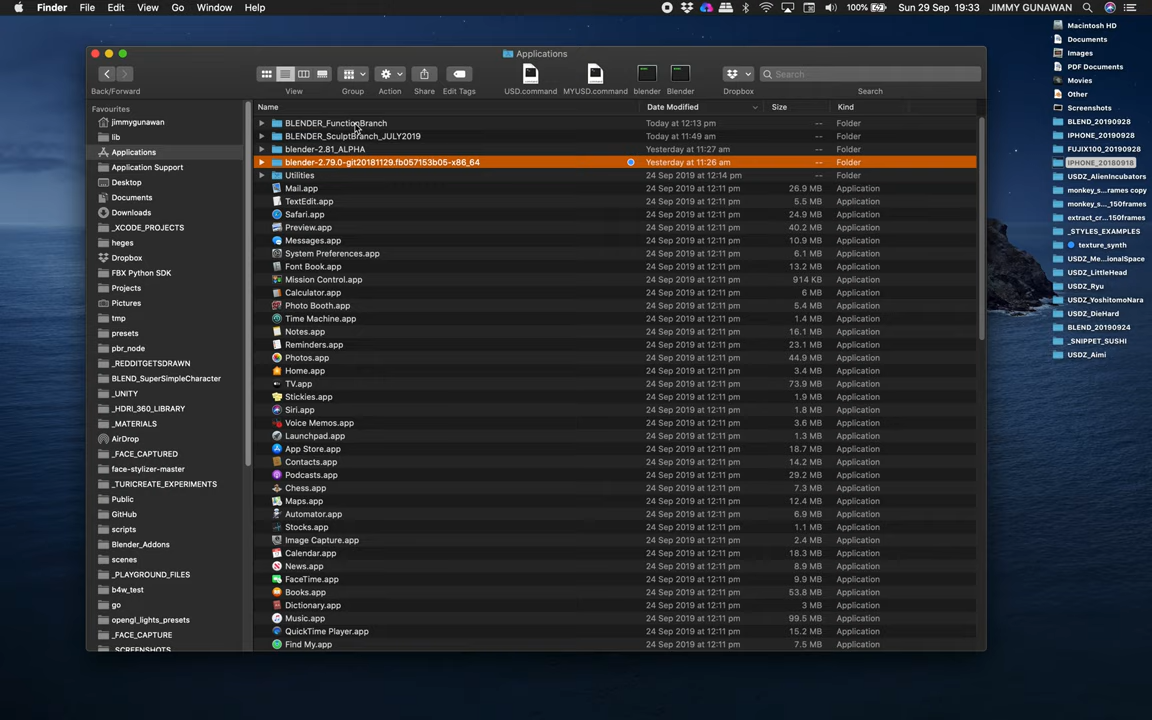 Finder File Edit View Go Window Help 100% Sun 29 Sep 19:33 JIMMY GUNAWAN
Applications
Back/Forward View Group Action Share Edit Tags USD.command MYUSD.command blender Blender Dropbox Search Search
Favourites
jimmygunawan
lib
Applications
Application Support
Desktop
Documents
Downloads
_XCODE_PROJECTS
heges
Dropbox
FBX Python SDK
Projects
Pictures
tmp
presets
pbr_node
_REDDITGETSDRAWN
BLEND_SuperSimpleCharacter
_UNITY
_HDRI_360_LIBRARY
_MATERIALS
AirDrop
_FACE_CAPTURED
face-stylizer-master
_TURICREATE_EXPERIMENTS
Public
GitHub
scripts
Blender_Addons
scenes
_PLAYGROUND_FILES
b4w_test
go
opengl_lights_presets
_FACE_CAPTURE
_SCREENSHOTS
Name Date Modified Size Kind
BLENDER_FunctionBranch Today at 12:13 pm -- Folder
BLENDER_SculptBranch_JULY2019 Today at 11:49 am -- Folder
blender-2.81_ALPHA Yesterday at 11:27 am -- Folder
blender-2.79.0-git20181129.fb057153b05-x86_64 Yesterday at 11:26 am -- Folder
Utilities 24 Sep 2019 at 12:14 pm -- Folder
Mail.app 24 Sep 2019 at 12:11 pm 26.9 MB Application
TextEdit.app 24 Sep 2019 at 12:11 pm 5.5 MB Application
Safari.app 24 Sep 2019 at 12:11 pm 24.9 MB Application
Preview.app 24 Sep 2019 at 12:11 pm 40.2 MB Application
Messages.app 24 Sep 2019 at 12:11 pm 10.9 MB Application
System Preferences.app 24 Sep 2019 at 12:11 pm 6.1 MB Application
Font Book.app 24 Sep 2019 at 12:11 pm 13.2 MB Application
Mission Control.app 24 Sep 2019 at 12:11 pm 914 KB Application
Calculator.app 24 Sep 2019 at 12:11 pm 6 MB Application
Photo Booth.app 24 Sep 2019 at 12:11 pm 5.4 MB Application
Time Machine.app 24 Sep 2019 at 12:11 pm 1.4 MB Application
Notes.app 24 Sep 2019 at 12:11 pm 16.1 MB Application
Reminders.app 24 Sep 2019 at 12:11 pm 23.1 MB Application
Photos.app 24 Sep 2019 at 12:11 pm 44.9 MB Application
Home.app 24 Sep 2019 at 12:11 pm 3.4 MB Application
TV.app 24 Sep 2019 at 12:11 pm 73.9 MB Application
Stickies.app 24 Sep 2019 at 12:11 pm 1.9 MB Application
Siri.app 24 Sep 2019 at 12:11 pm 1.8 MB Application
Voice Memos.app 24 Sep 2019 at 12:11 pm 3.6 MB Application
Launchpad.app 24 Sep 2019 at 12:11 pm 1.3 MB Application
App Store.app 24 Sep 2019 at 12:11 pm 18.6 MB Application
Contacts.app 24 Sep 2019 at 12:11 pm 14.2 MB Application
Podcasts.app 24 Sep 2019 at 12:11 pm 29.2 MB Application
Chess.app 24 Sep 2019 at 12:11 pm 7.3 MB Application
Maps.app 24 Sep 2019 at 12:11 pm 12.4 MB Application
Automator.app 24 Sep 2019 at 12:11 pm 6.9 MB Application
Stocks.app 24 Sep 2019 at 12:11 pm 1.1 MB Application
Image Capture.app 24 Sep 2019 at 12:11 pm 2.4 MB Application
Calendar.app 24 Sep 2019 at 12:11 pm 18.3 MB Application
News.app 24 Sep 2019 at 12:11 pm 8.4 MB Application
FaceTime.app 24 Sep 2019 at 12:11 pm 9.9 MB Application
Books.app 24 Sep 2019 at 12:11 pm 53.8 MB Application
Dictionary.app 24 Sep 2019 at 12:11 pm 3 MB Application
Music.app 24 Sep 2019 at 12:11 pm 99.5 MB Application
QuickTime Player.app 24 Sep 2019 at 12:11 pm 15.2 MB Application
Find My.app 24 Sep 2019 at 12:11 pm 7.5 MB Application
Macintosh HD
Documents
Images
PDF Documents
Movies
Other
Screenshots
BLEND_20190928
IPHONE_20190928
FUJIX100_20190928
IPHONE_20180918
USDZ_AlienIncubators
monkey_s...rames copy
monkey_s..._150frames
extract_cr...150frames
_STYLES_EXAMPLES
texture_synth
USDZ_Me...ionalSpace
USDZ_LittleHead
USDZ_Ryu
USDZ_YoshitomoNara
USDZ_DieHard
BLEND_20190924
_SNIPPET_SUSHI
USDZ_Aimi